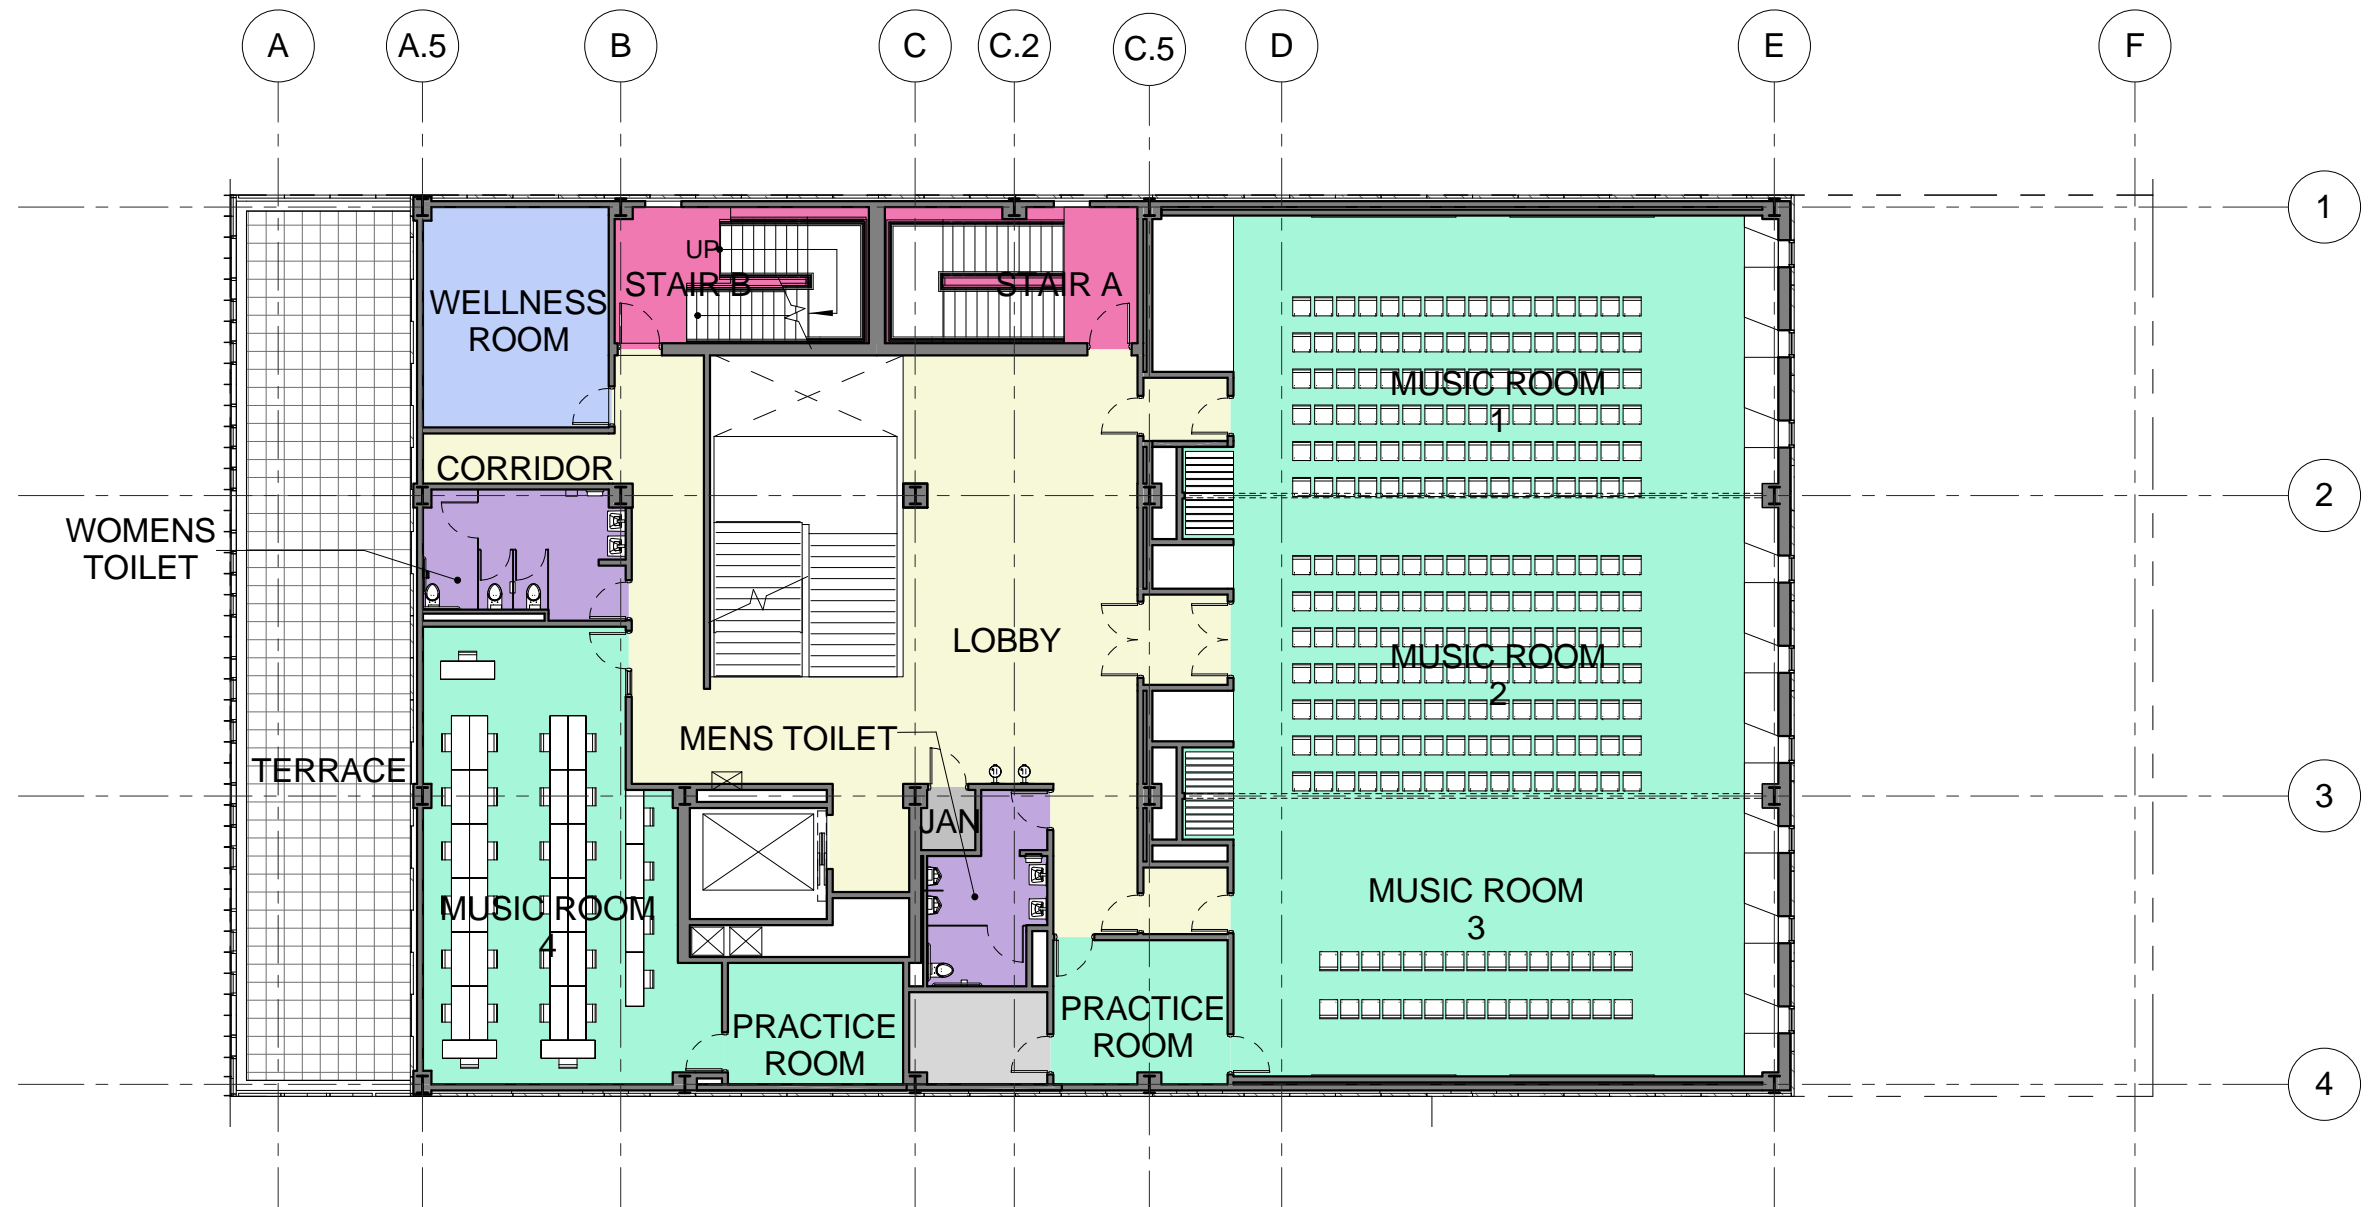 A
A.5
B
C
C.2
C.5
D
E
F
1
UP
STAIR B
STAIR A
WELLNESS
ROOM
MUSIC ROOM
1
CORRIDOR
2
WOMENS
TOILET
LOBBY
MUSIC ROOM
2
MENS TOILET
TERRACE
3
JAN
MUSIC ROOM
3
MUSIC ROOM
4
PRACTICE
ROOM
PRACTICE
ROOM
4